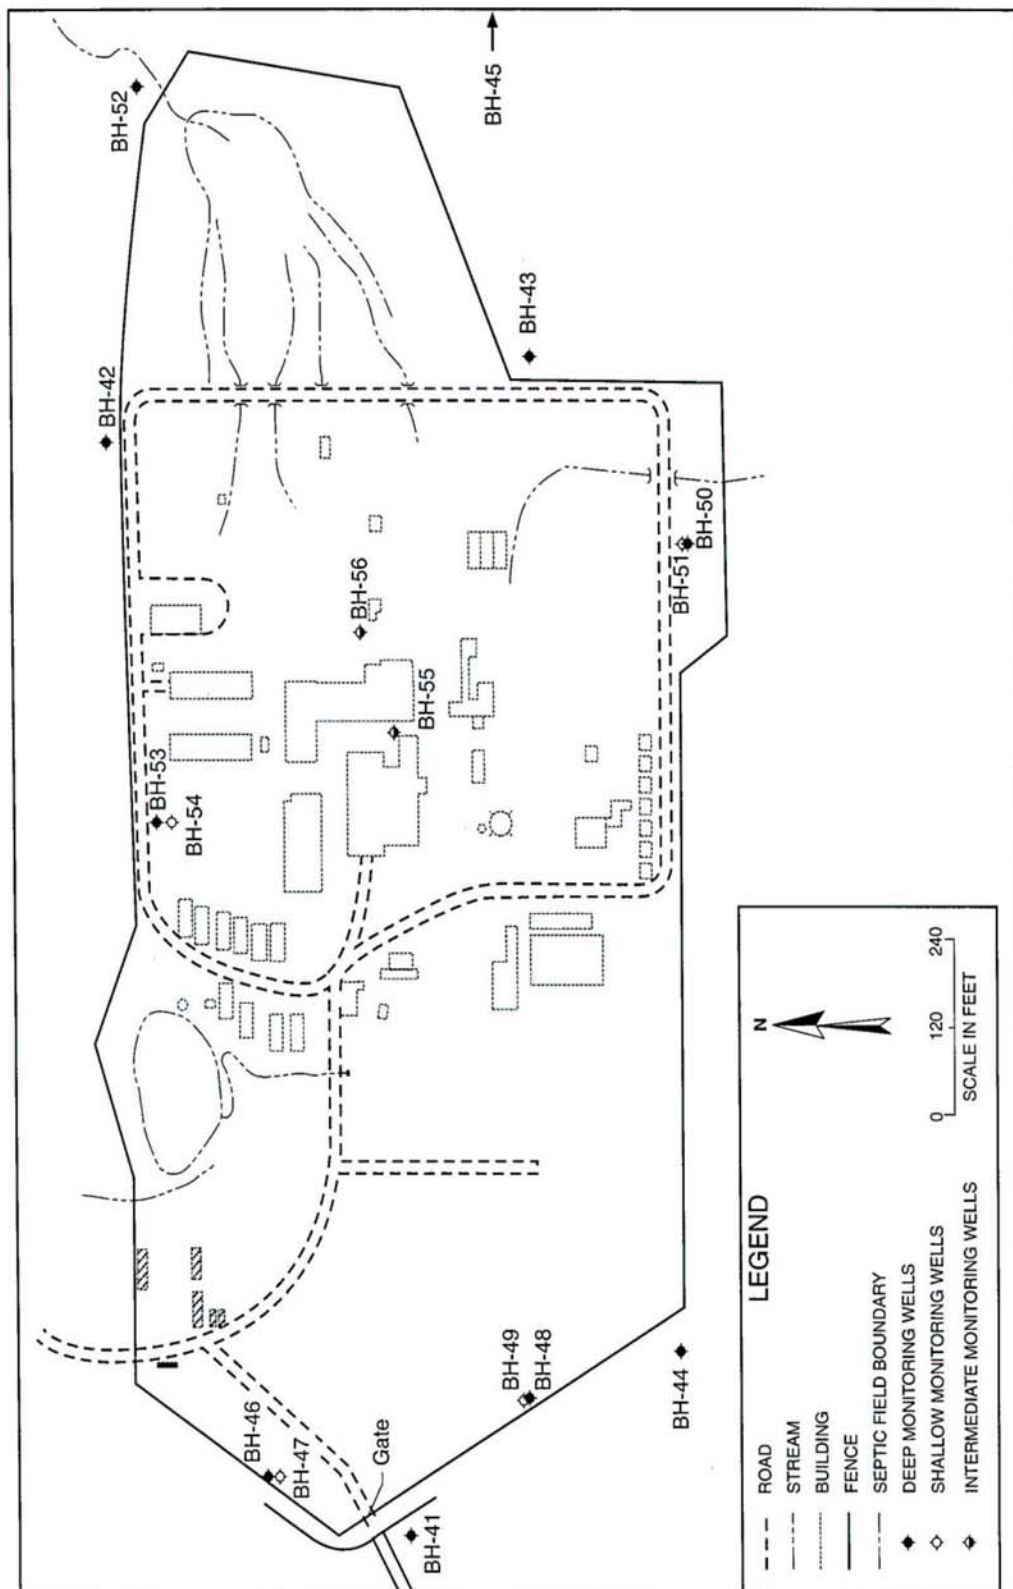 BH-52
BH-45
BH-42
BH-43
BH-56
BH-51
BH-50
BH-55
BH-53
BH-54
BH-46
BH-47
BH-49
BH-48
BH-44
BH-41
Gate
LEGEND
ROAD
STREAM
BUILDING
FENCE
SEPTIC FIELD BOUNDARY
DEEP MONITORING WELLS
SHALLOW MONITORING WELLS
INTERMEDIATE MONITORING WELLS
N
0 120 240
SCALE IN FEET